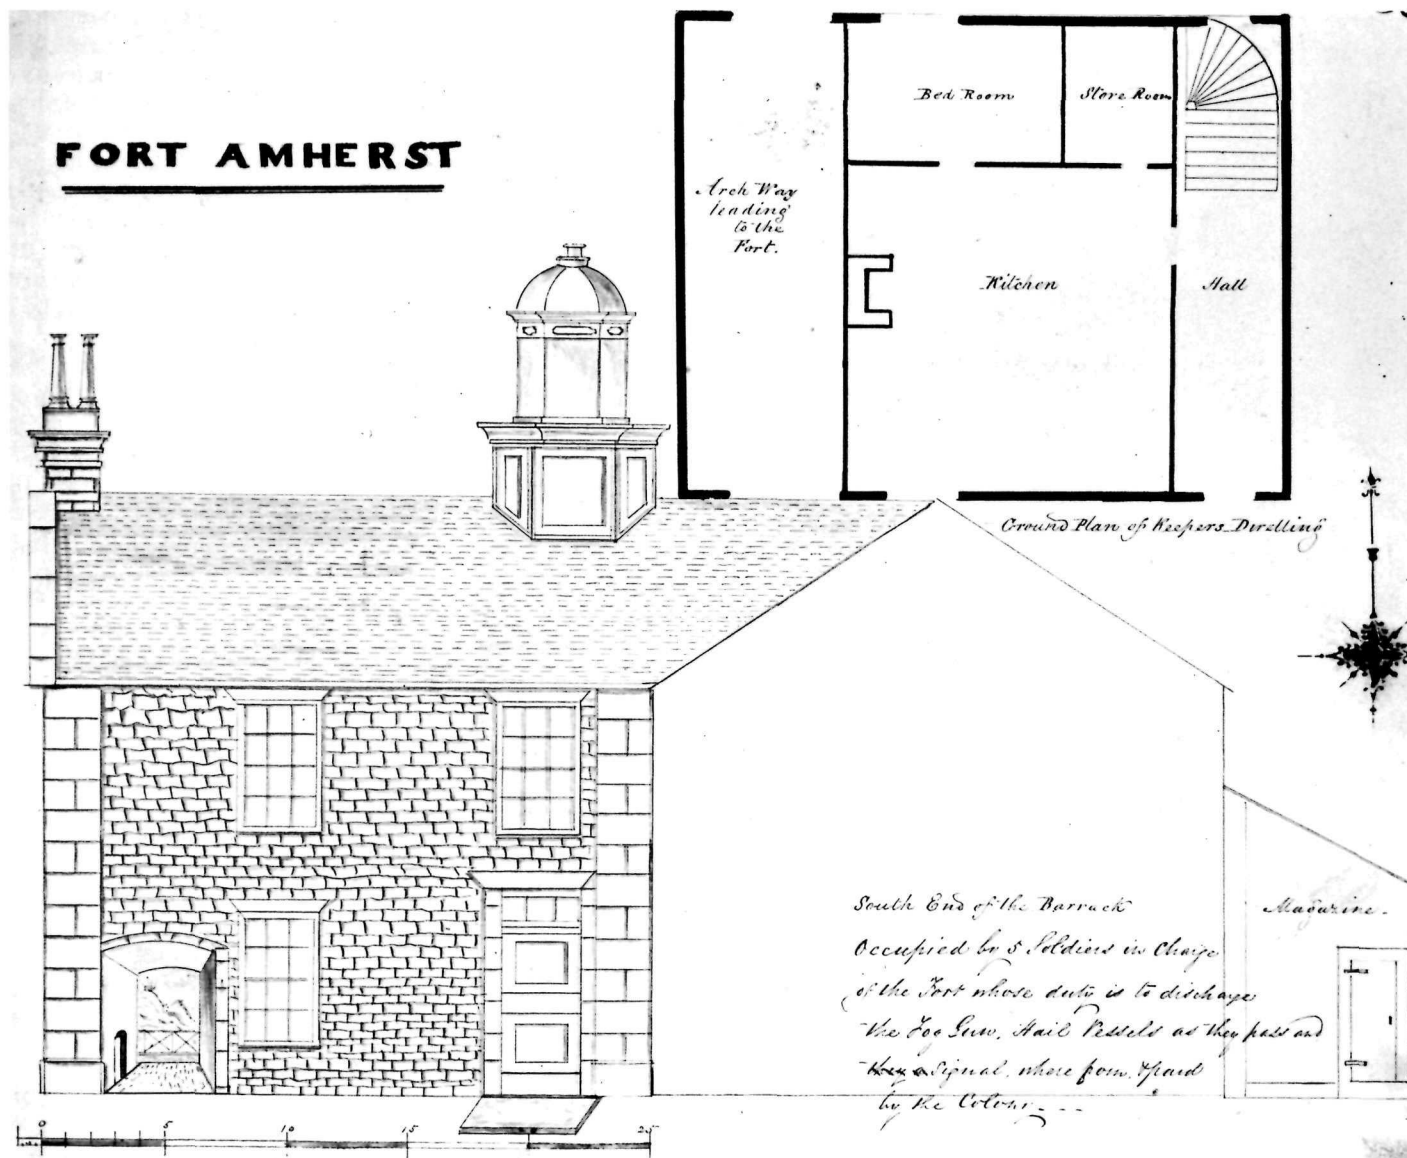 FORT AMHERST
Bed Room
Store Room
Arch Way
leading
to the
Fort.
Kitchen
Hall
Ground Plan of Keepers Dwelling
South End of the Barrack
Occupied by 5 Soldiers in Charge
of the Fort whose duty is to discharge
the Fog Gun, Hail Vessels as they pass and
Signal, where from, & paid
by the Colony - - -
Magazine -
0 5 10 15 25